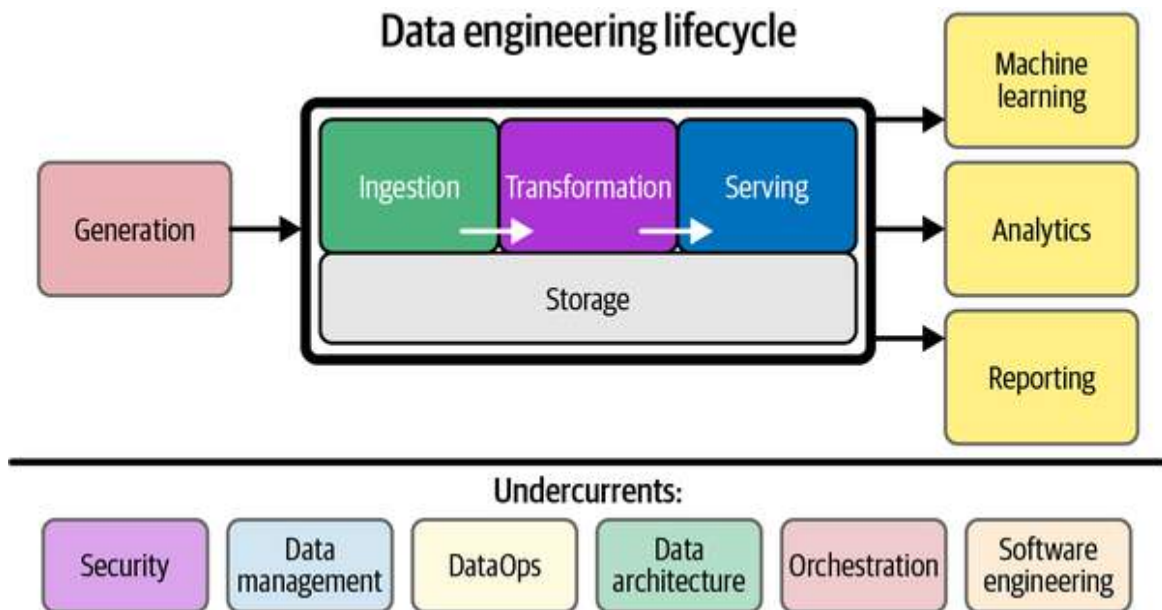 Data engineering lifecycle
Generation
Ingestion
Transformation
Serving
Storage
Machine
learning
Analytics
Reporting
Undercurrents:
Security
Data
management
DataOps
Data
architecture
Orchestration
Software
engineering